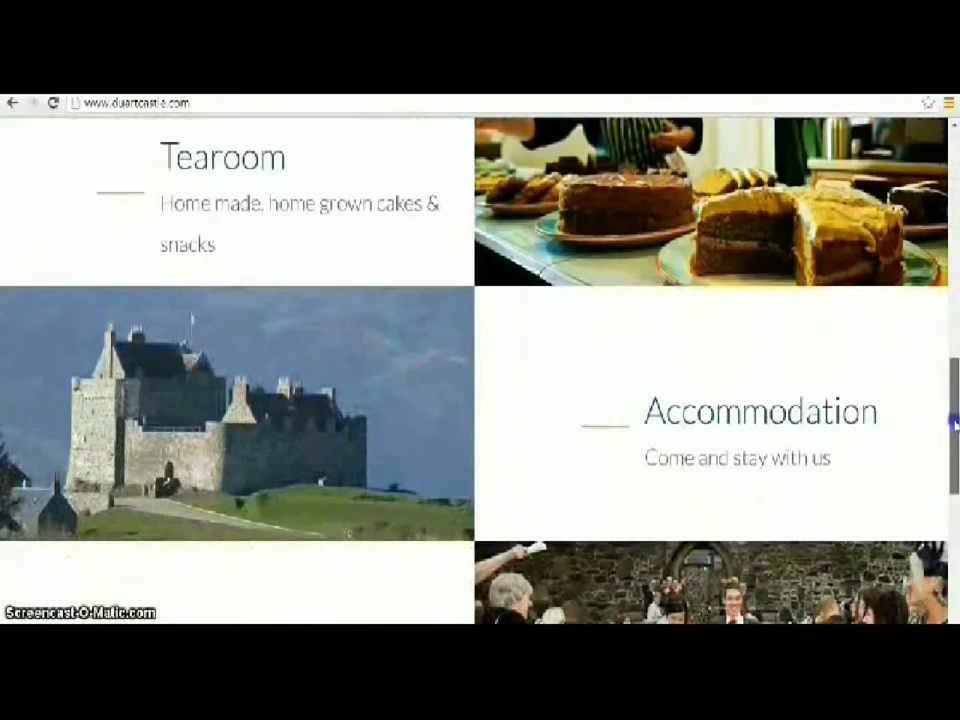 www.duartcastle.com
Tearoom
Home made, home grown cakes &
snacks
Accommodation
Come and stay with us
Screencast-O-Matic.com